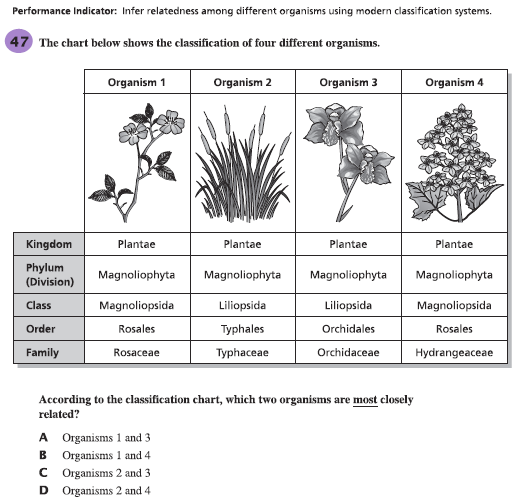 Performance Indicator: Infer relatedness among different organisms using modern classification systems.
47 The chart below shows the classification of four different organisms.
Organism 1 Organism 2 Organism 3 Organism 4
Kingdom Plantae Plantae Plantae Plantae
Phylum
(Division) Magnoliophyta Magnoliophyta Magnoliophyta Magnoliophyta
Class Magnoliopsida Liliopsida Liliopsida Magnoliopsida
Order Rosales Typhales Orchidales Rosales
Family Rosaceae Typhaceae Orchidaceae Hydrangeaceae
According to the classification chart, which two organisms are most closely
related?
A Organisms 1 and 3
B Organisms 1 and 4
C Organisms 2 and 3
D Organisms 2 and 4